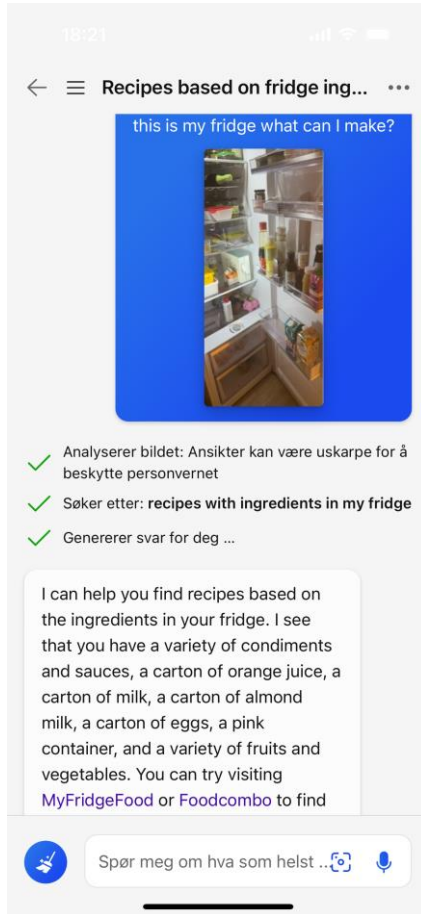 18:21
Recipes based on fridge ing...
this is my fridge what can I make?
Analyserer bildet: Ansikter kan være uskarpe for å
beskytte personvernet
Søker etter: recipes with ingredients in my fridge
Genererer svar for deg ...
I can help you find recipes based on
the ingredients in your fridge. I see
that you have a variety of condiments
and sauces, a carton of orange juice, a
carton of milk, a carton of almond
milk, a carton of eggs, a pink
container, and a variety of fruits and
vegetables. You can try visiting
MyFridgeFood or Foodcombo to find
Spør meg om hva som helst ...